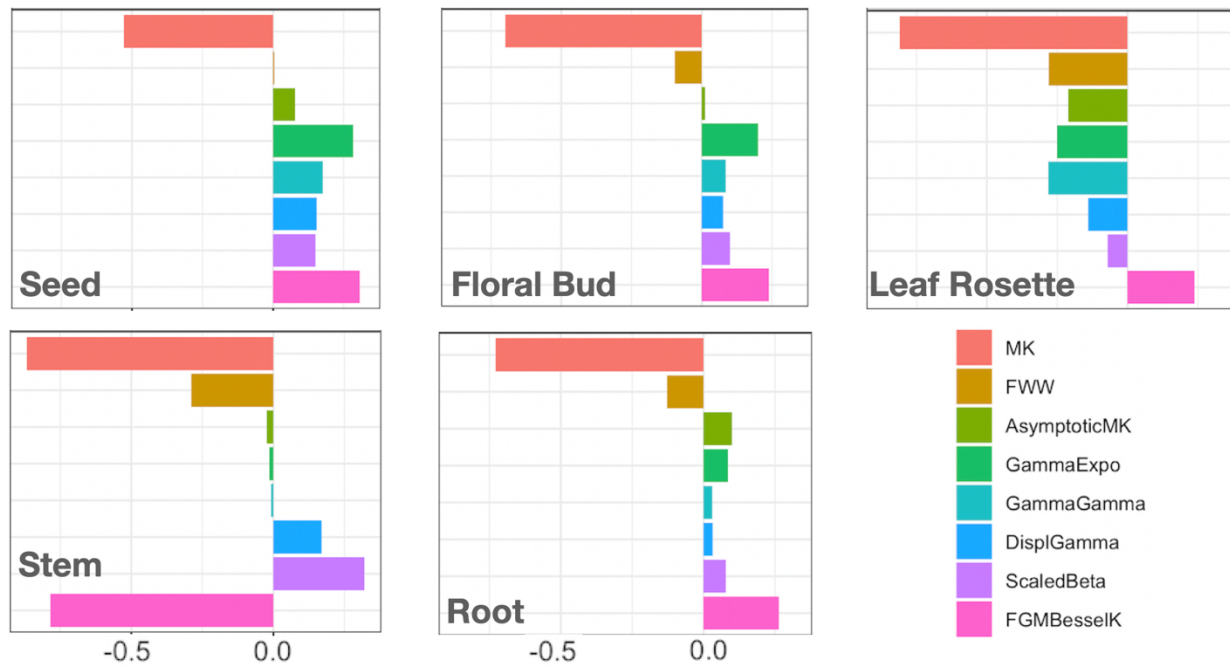 Seed
Floral Bud
Leaf Rosette
Stem
Root
MK
FWW
AsymptoticMK
GammaExpo
GammaGamma
DisplGamma
ScaledBeta
FGMBesselK
-0.5 0.0
-0.5 0.0